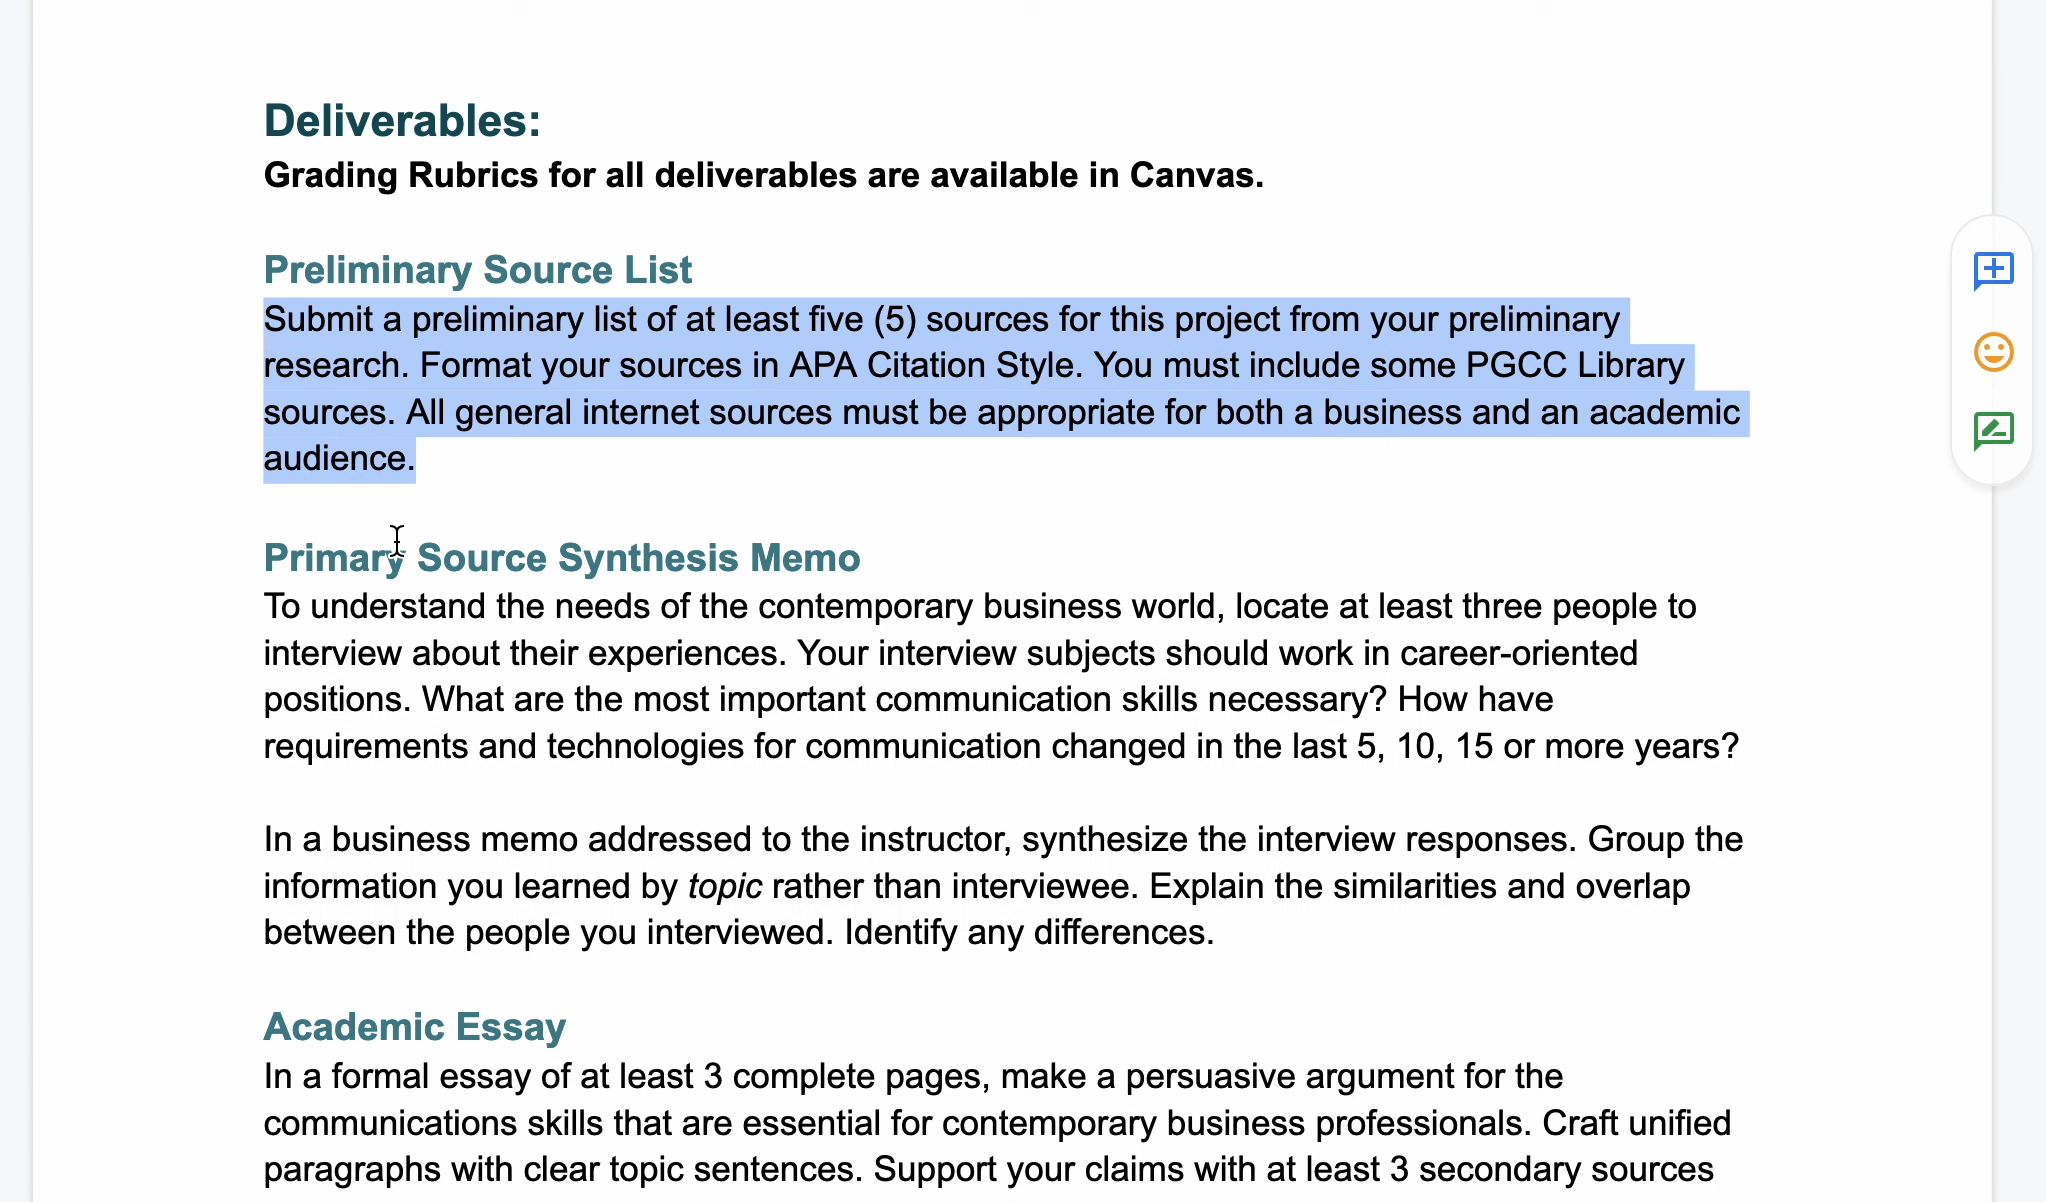 Deliverables:
Grading Rubrics for all deliverables are available in Canvas.
Preliminary Source List
Submit a preliminary list of at least five (5) sources for this project from your preliminary
research. Format your sources in APA Citation Style. You must include some PGCC Library
sources. All general internet sources must be appropriate for both a business and an academic
audience.
Primary Source Synthesis Memo
To understand the needs of the contemporary business world, locate at least three people to
interview about their experiences. Your interview subjects should work in career-oriented
positions. What are the most important communication skills necessary? How have
requirements and technologies for communication changed in the last 5, 10, 15 or more years?
In a business memo addressed to the instructor, synthesize the interview responses. Group the
information you learned by topic rather than interviewee. Explain the similarities and overlap
between the people you interviewed. Identify any differences.
Academic Essay
In a formal essay of at least 3 complete pages, make a persuasive argument for the
communications skills that are essential for contemporary business professionals. Craft unified
paragraphs with clear topic sentences. Support your claims with at least 3 secondary sources